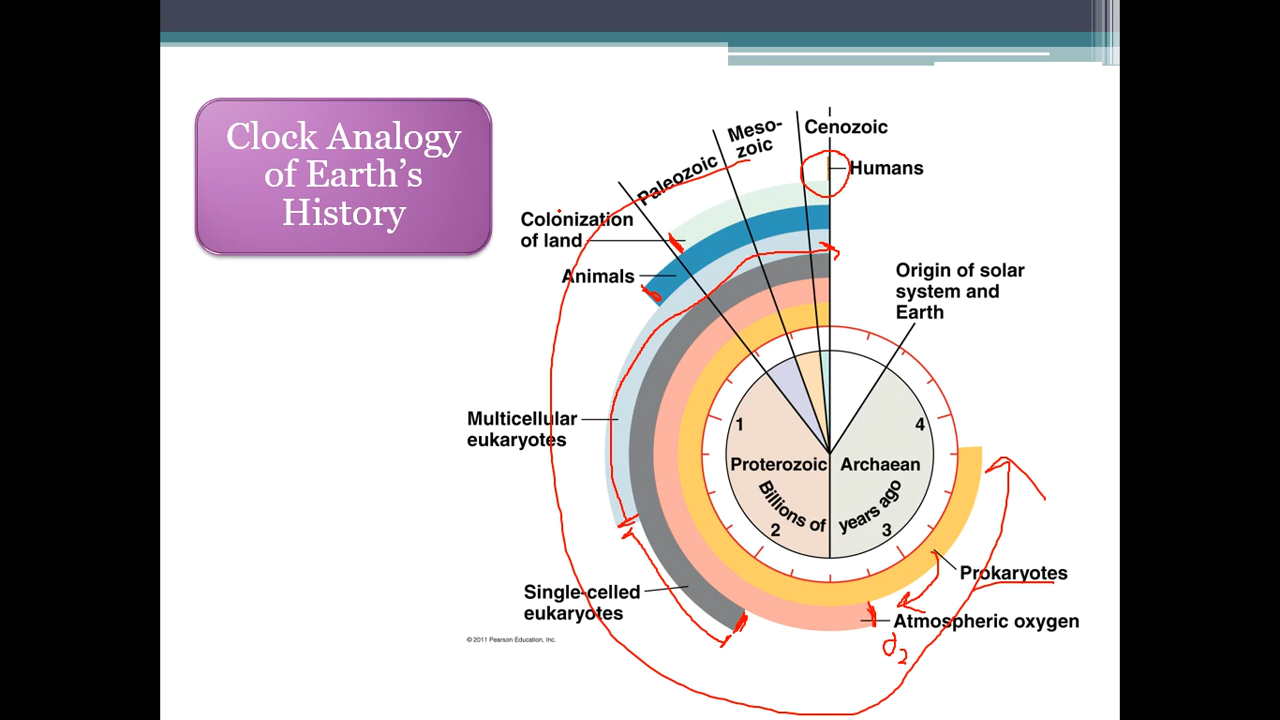 Clock Analogy
of Earth's
History
Meso-
zoic
Cenozoic
Paleozoic
Humans
Colonization
of land
Animals
Origin of solar
system and
Earth
Multicellular
eukaryotes
1
4
Proterozoic
Archaean
Billions of
years ago
2
3
Prokaryotes
Single-celled
eukaryotes
Atmospheric oxygen
O2
© 2011 Pearson Education, Inc.